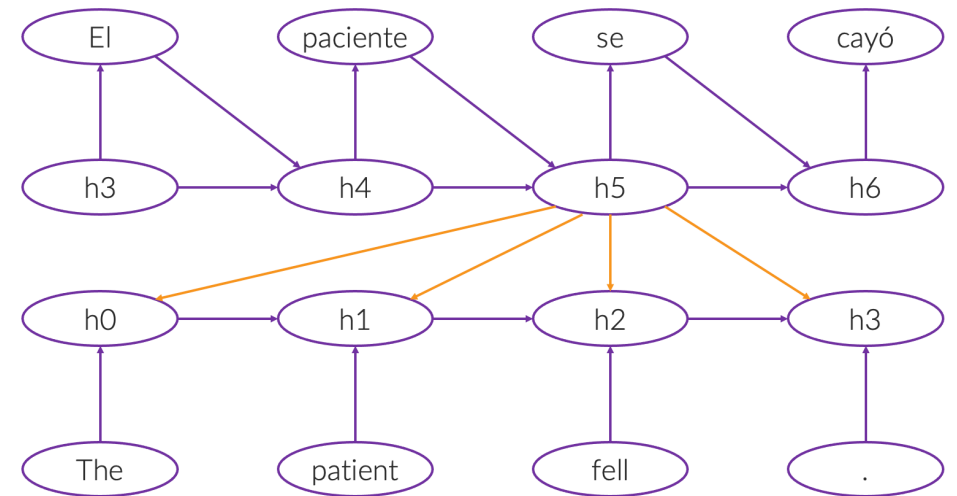 El paciente se cayó
h3 h4 h5 h6
h0 h1 h2 h3
The patient fell .